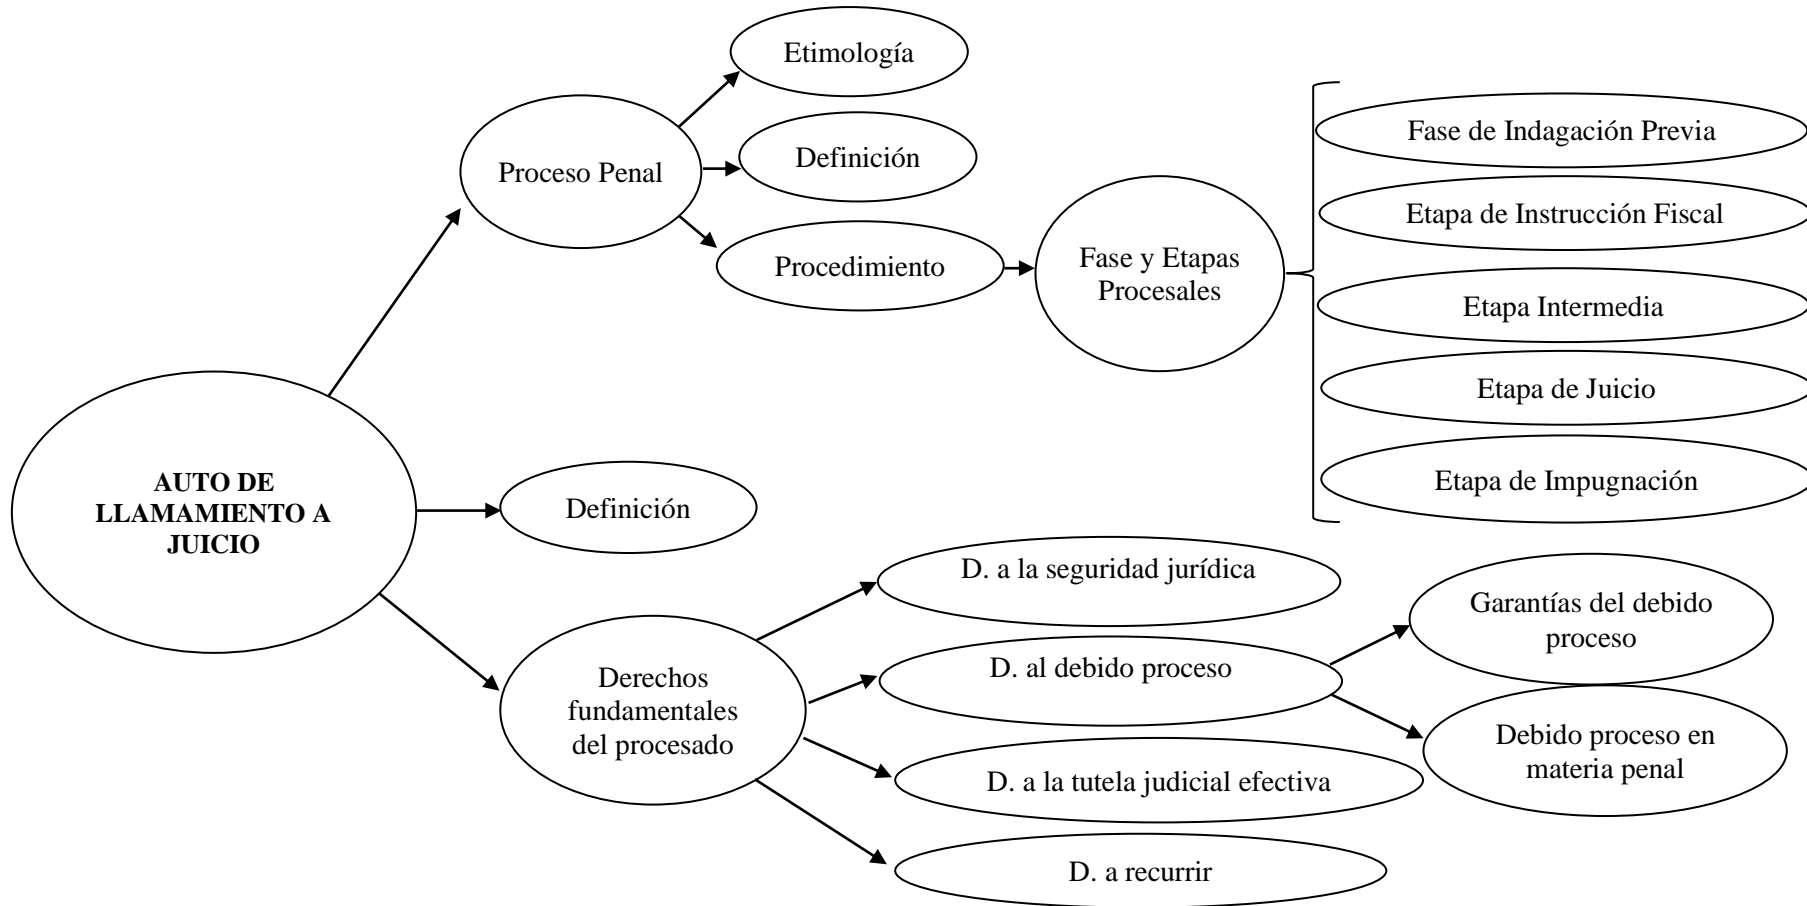 Etimología
Proceso Penal
Definición
Procedimiento
Fase y Etapas
Procesales
Fase de Indagación Previa
Etapa de Instrucción Fiscal
Etapa Intermedia
Etapa de Juicio
Etapa de Impugnación
AUTO DE
LLAMAMIENTO A
JUICIO
Definición
Derechos
fundamentales
del procesado
D. a la seguridad jurídica
D. al debido proceso
Garantías del debido
proceso
Debido proceso en
materia penal
D. a la tutela judicial efectiva
D. a recurrir